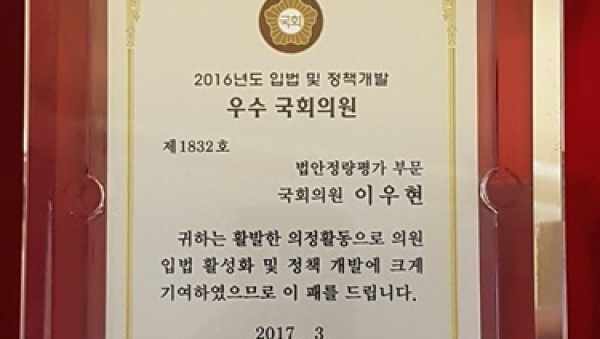 국회
2016년도 입법 및 정책개발
우수 국회의원
제1832호
법안정량평가 부문
국회의원 이우현
귀하는 활발한 의정활동으로 의원
입법 활성화 및 정책 개발에 크게
기여하였으므로 이 패를 드립니다.
2017 3